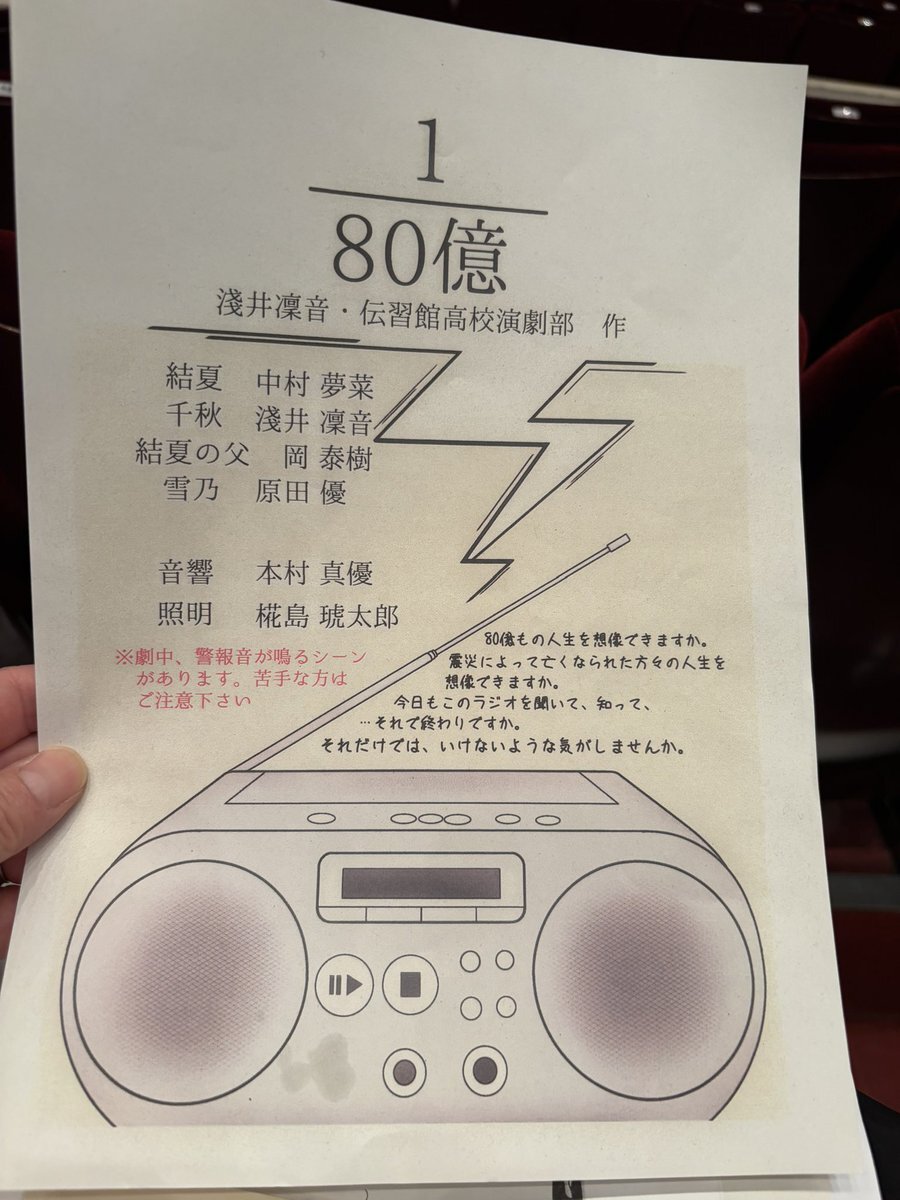 1
80億
淺井凜音・伝習館高校演劇部 作
結夏 中村 夢菜
千秋 淺井 凜音
結夏の父 岡 泰樹
雪乃 原田 優
音響 本村 真優
照明 椛島 琥太郎
※劇中、警報音が鳴るシーン
があります。苦手な方は
ご注意下さい
80億もの人生を想像できますか。
震災によって亡くなられた方々の人生を
想像できますか。
今日もこのラジオを聞いて、知って、
…それで終わりですか。
それだけでは、いけないような気がしませんか。